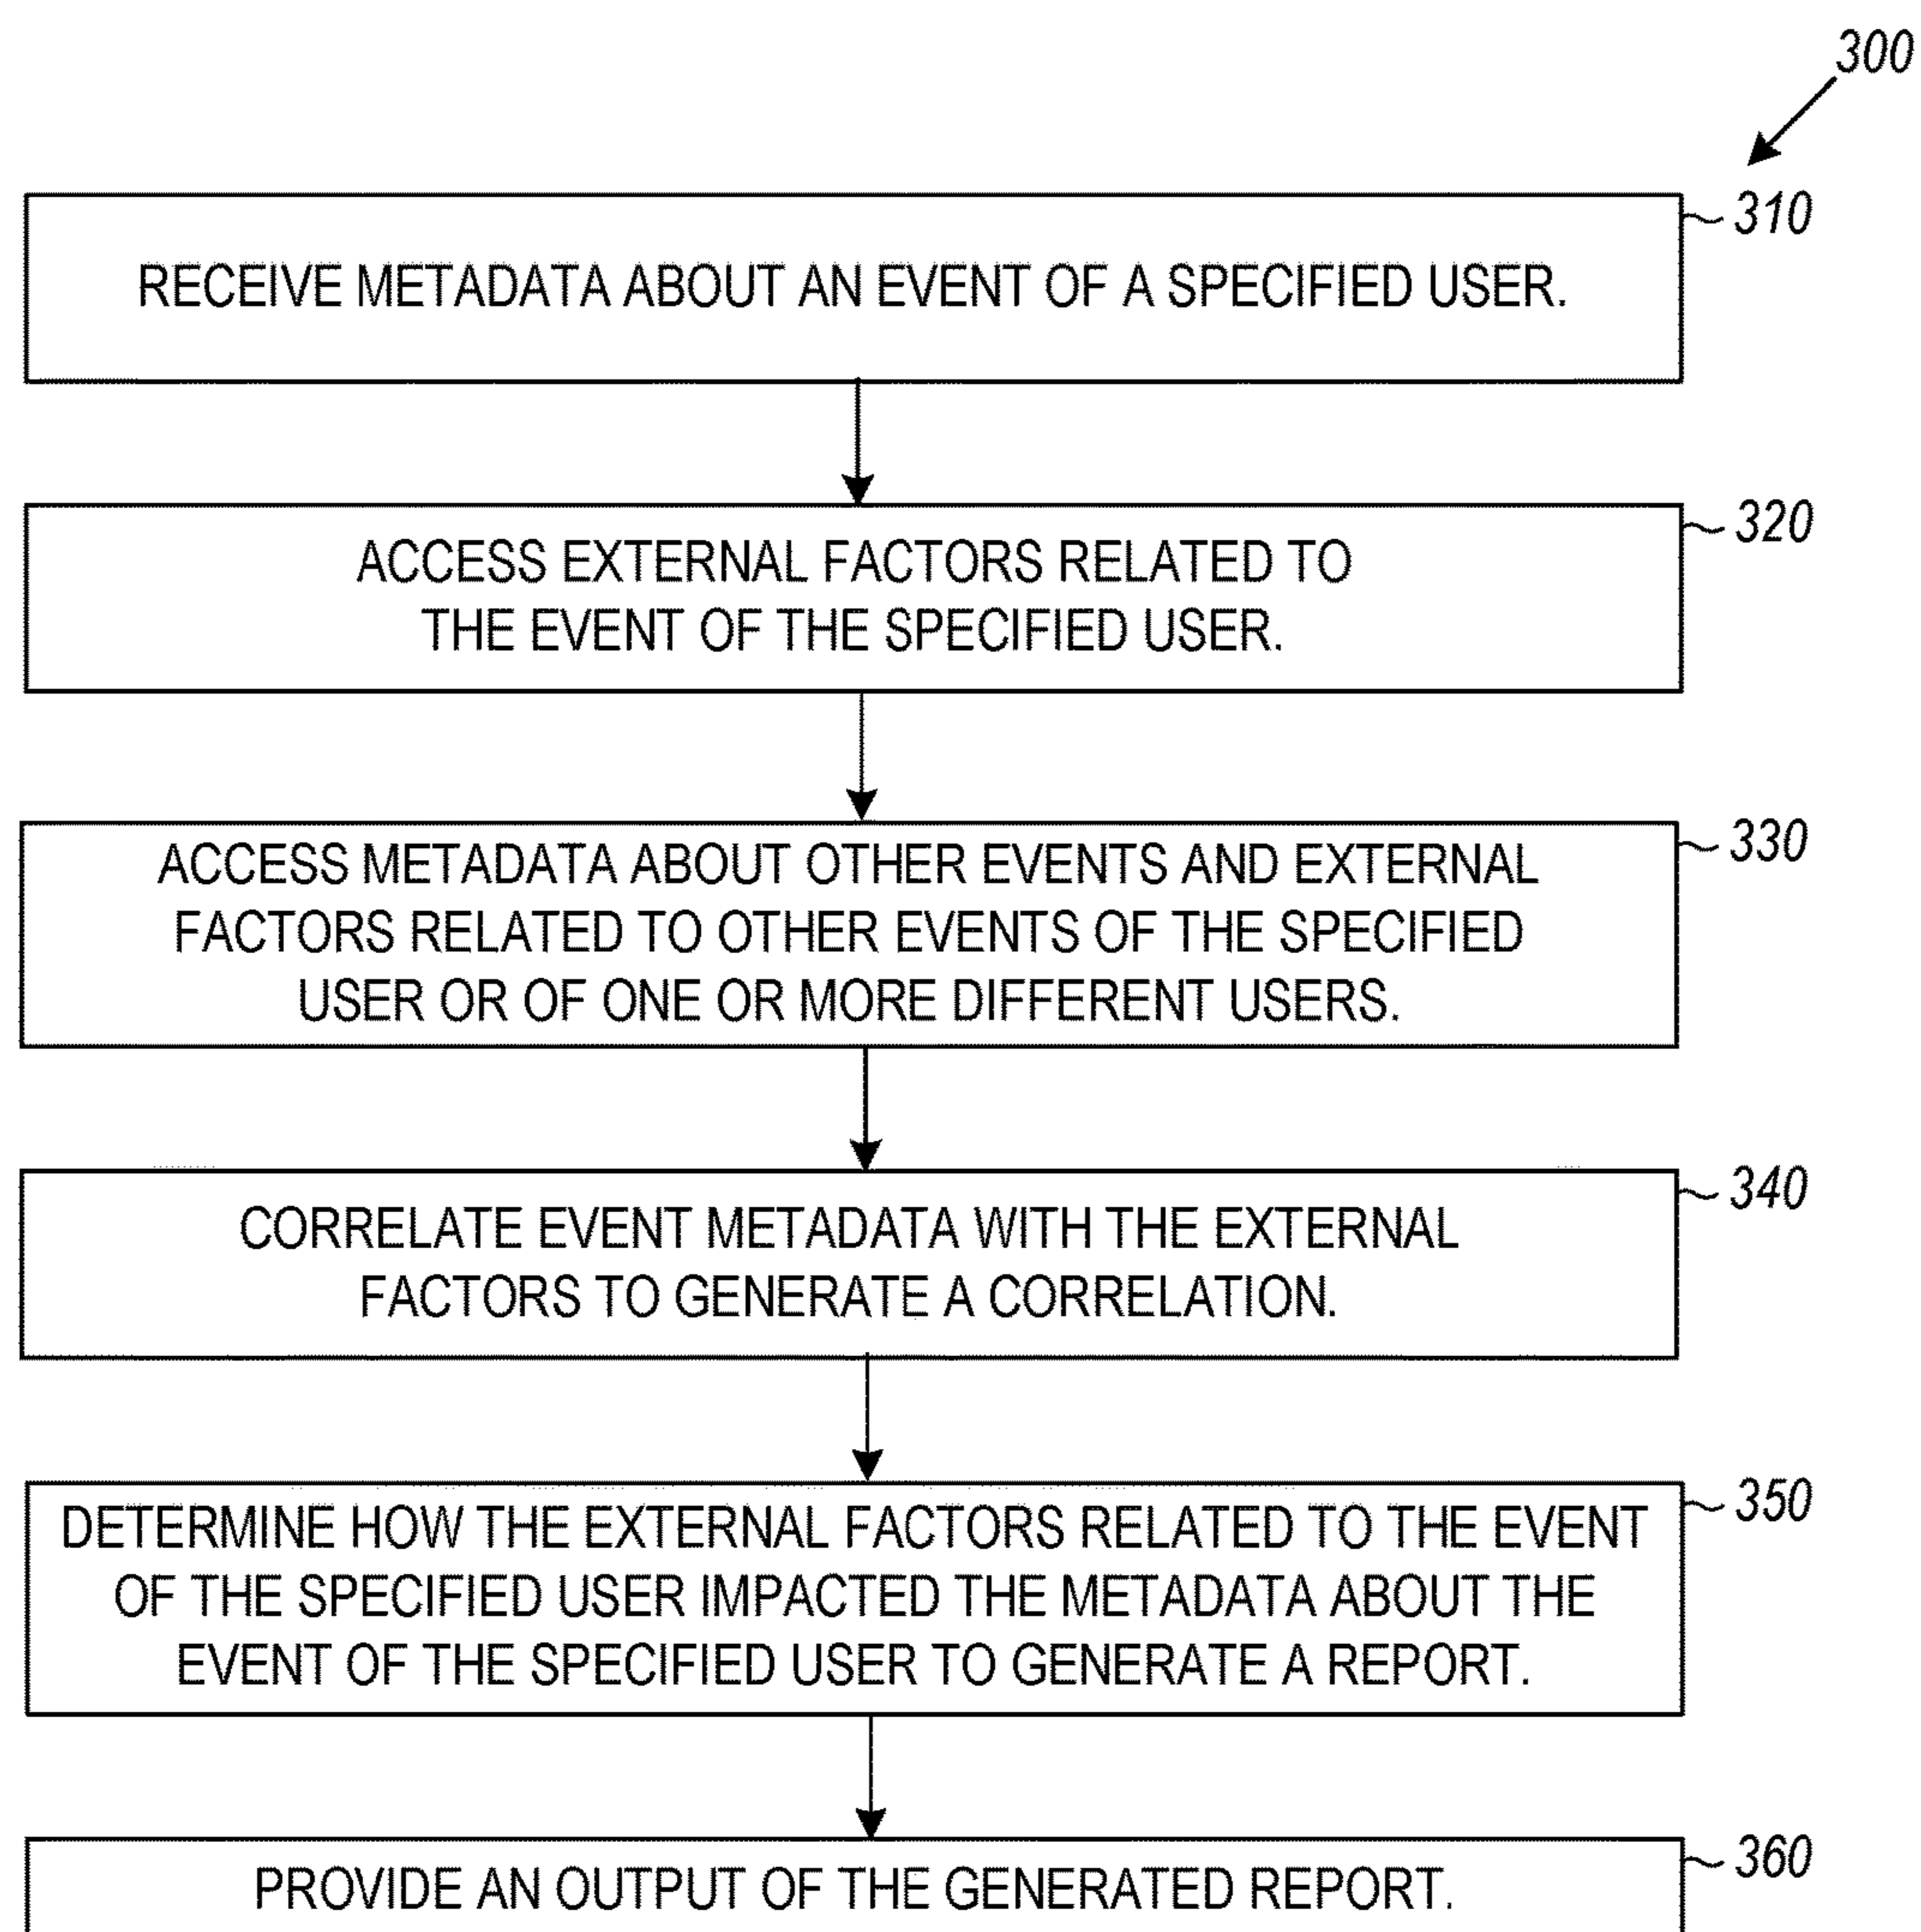 300
310
RECEIVE METADATA ABOUT AN EVENT OF A SPECIFIED USER.
320
ACCESS EXTERNAL FACTORS RELATED TO
THE EVENT OF THE SPECIFIED USER.
330
ACCESS METADATA ABOUT OTHER EVENTS AND EXTERNAL
FACTORS RELATED TO OTHER EVENTS OF THE SPECIFIED
USER OR OF ONE OR MORE DIFFERENT USERS.
340
CORRELATE EVENT METADATA WITH THE EXTERNAL
FACTORS TO GENERATE A CORRELATION.
350
DETERMINE HOW THE EXTERNAL FACTORS RELATED TO THE EVENT
OF THE SPECIFIED USER IMPACTED THE METADATA ABOUT THE
EVENT OF THE SPECIFIED USER TO GENERATE A REPORT.
360
PROVIDE AN OUTPUT OF THE GENERATED REPORT.